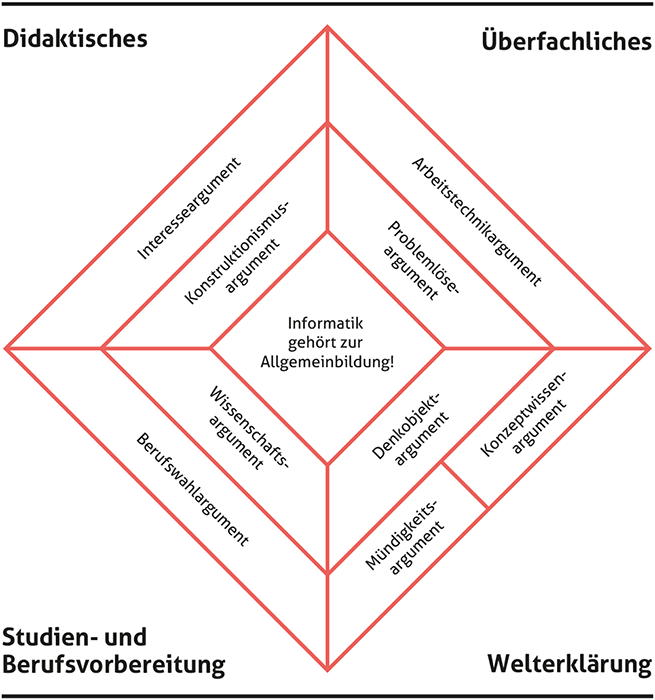 Didaktisches
Überfachliches
Interesseargument
Konstruktionismus-
argument
Problemlöse-
argument
Arbeitstechnikargument
Informatik
gehört zur
Allgemeinbildung!
Berufswahlargument
Wissenschafts-
argument
Denkobjekt-
argument
Konzeptwissen-
argument
Mündigkeits-
argument
Studien- und
Berufsvorbereitung
Welterklärung